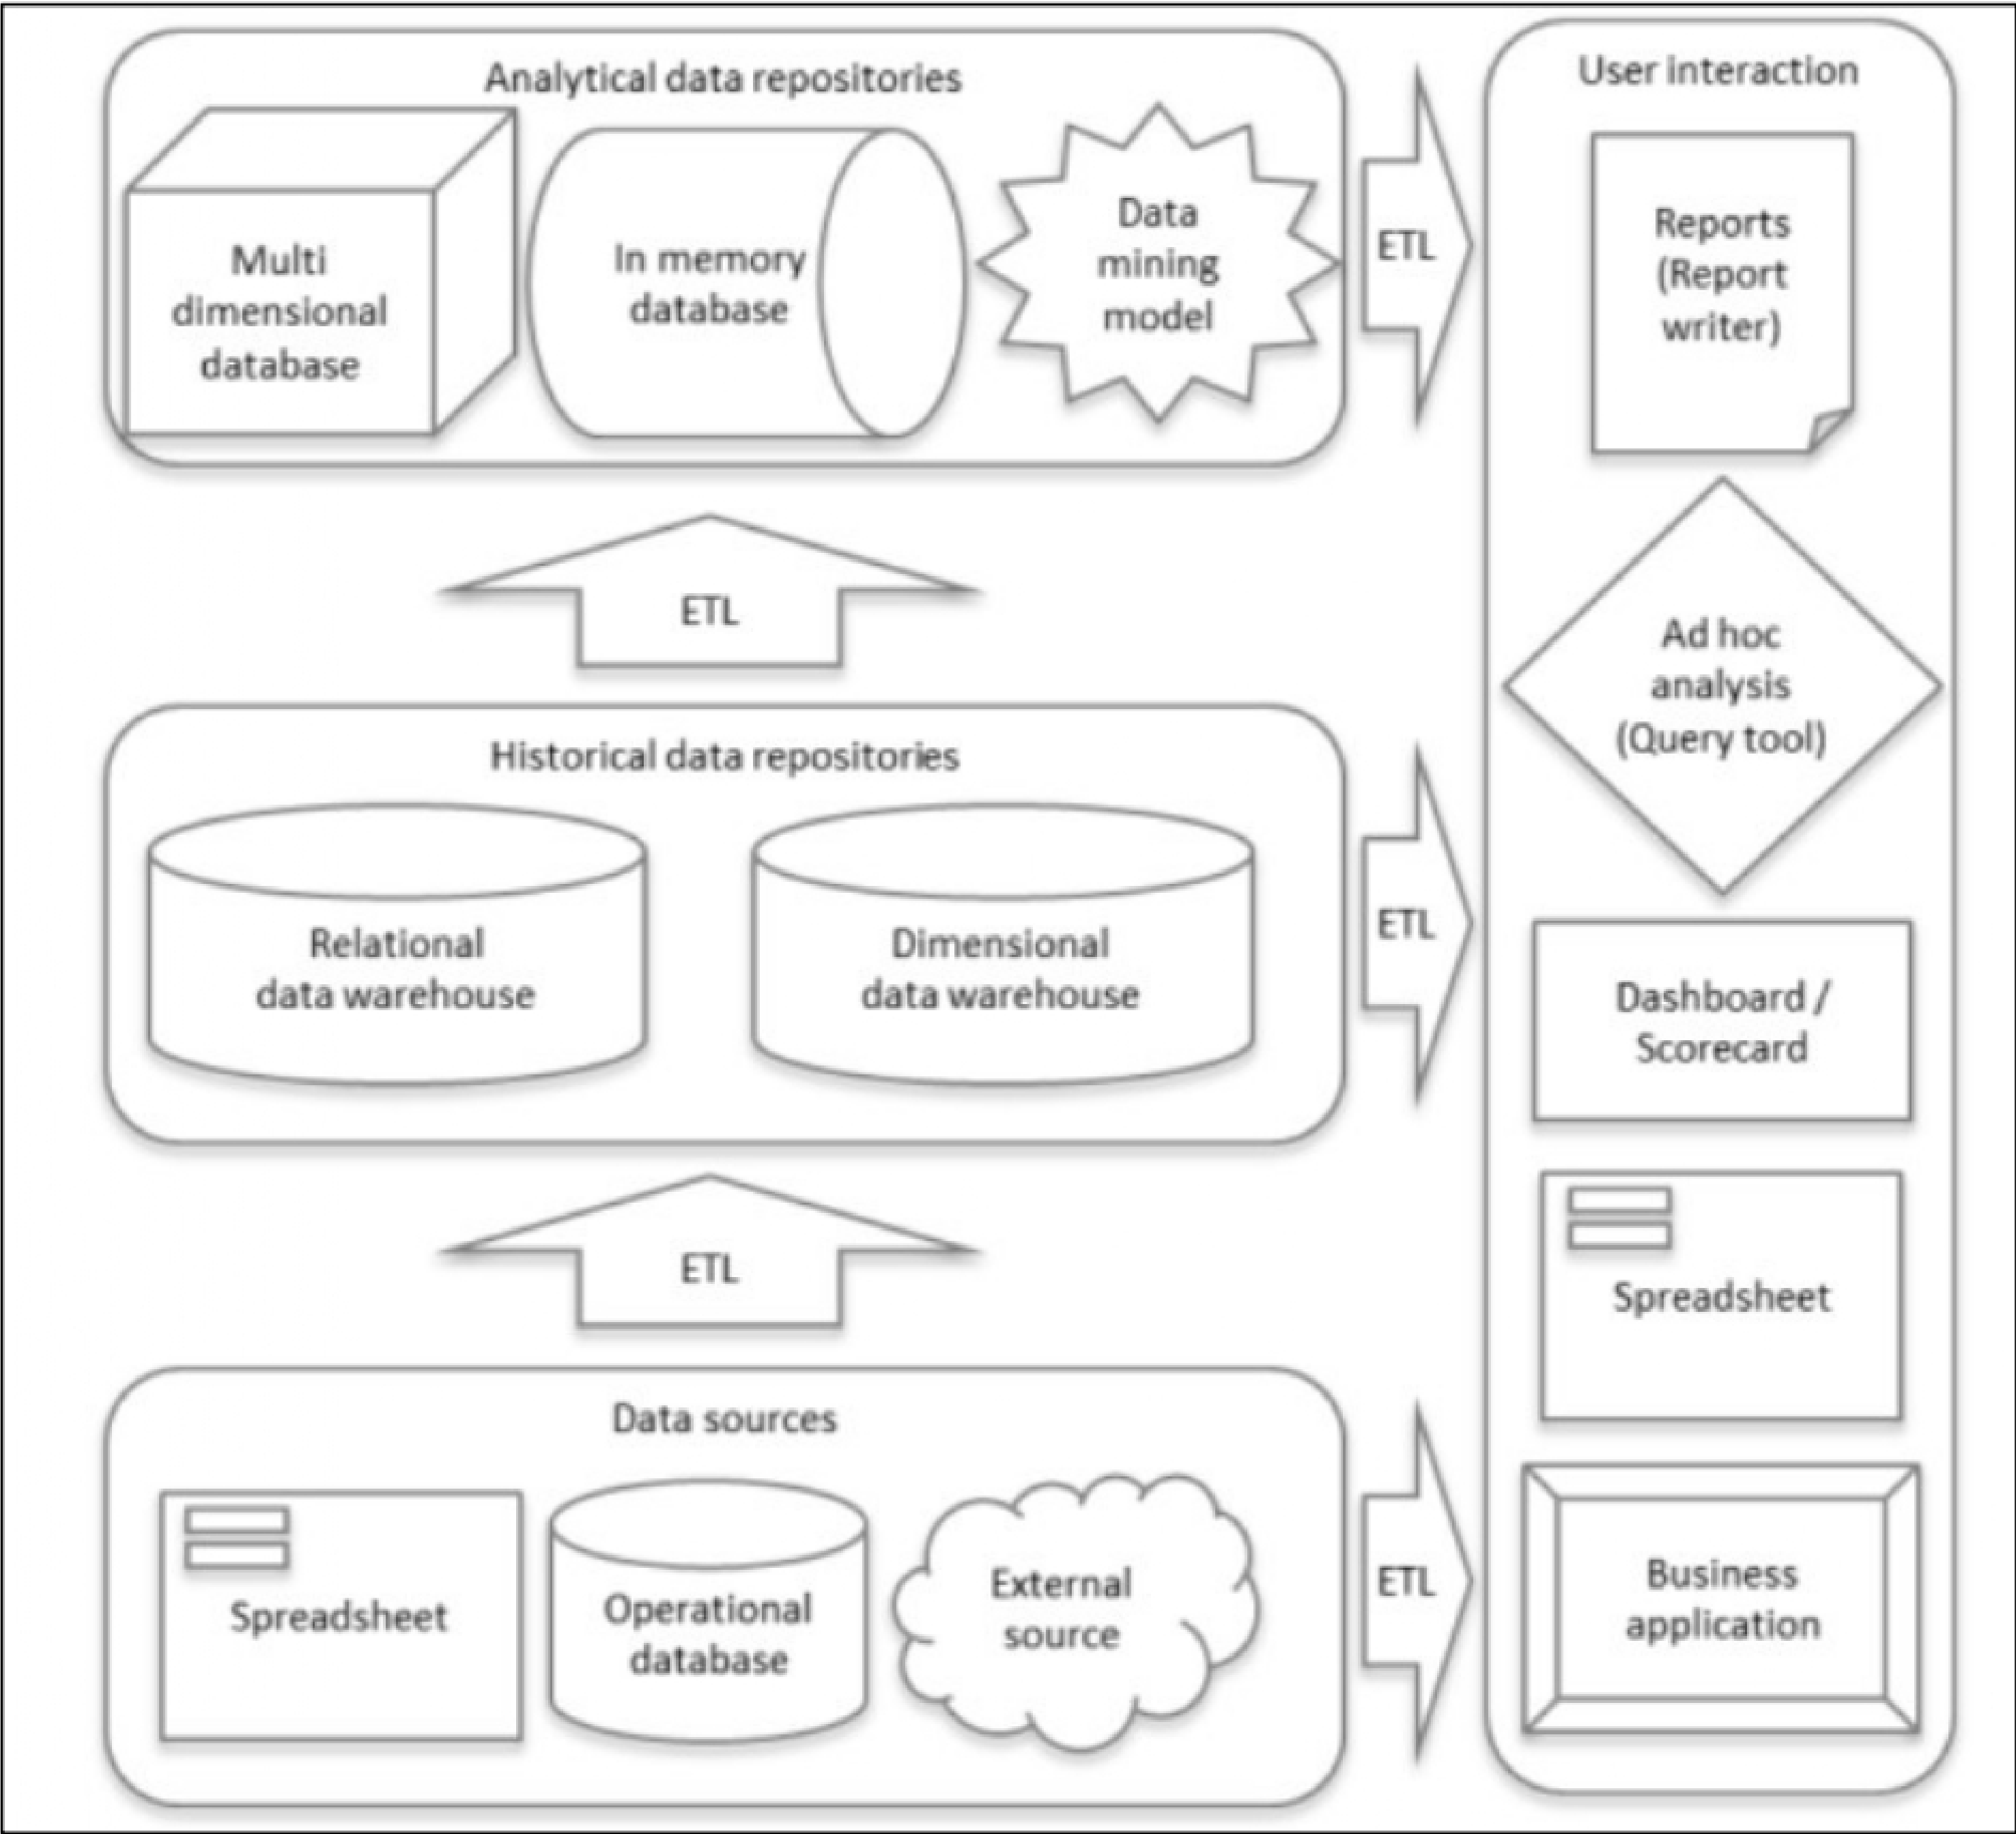 Analytical data repositories
Multi
dimensional
database
In memory
database
Data
mining
model
ETL
ETL
Historical data repositories
Relational
data warehouse
Dimensional
data warehouse
ETL
ETL
Data sources
Spreadsheet
Operational
database
External
source
ETL
User interaction
Reports
(Report
writer)
Ad hoc
analysis
(Query tool)
Dashboard /
Scorecard
Spreadsheet
Business
application